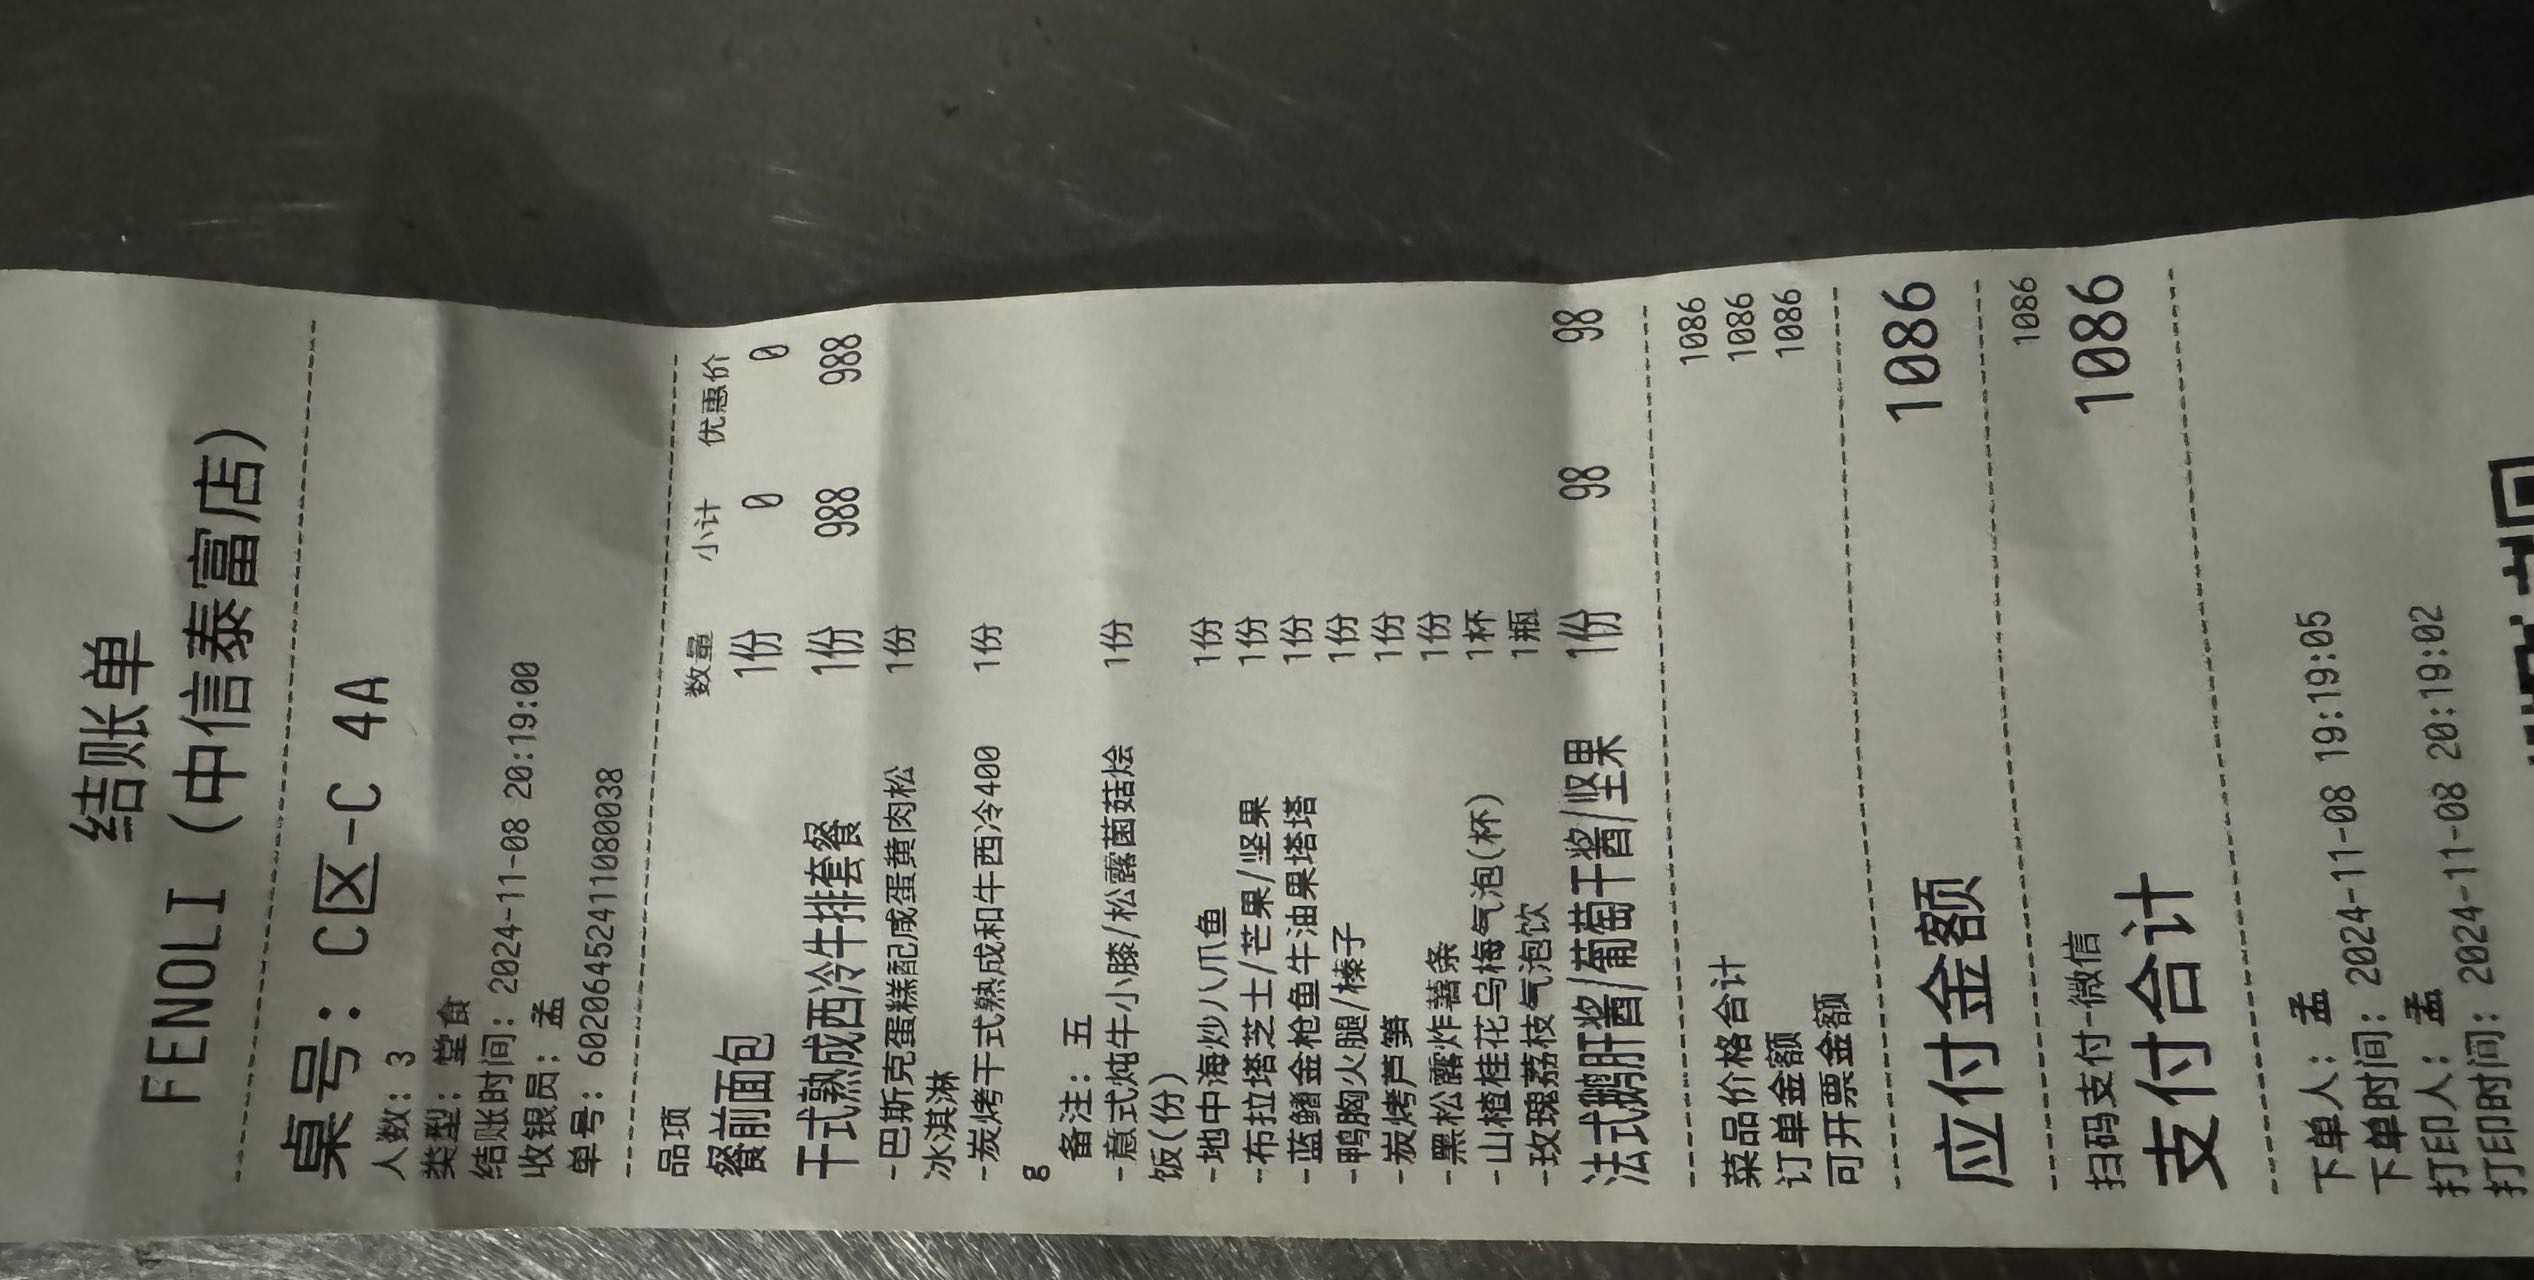 结账单
FENOLI (中信泰富店)
桌号: C区-C 4A
人数: 3
类型: 堂食
结账时间: 2024-11-08 20:19:00
收银员: 孟
单号: 60206452411080038
品项 数量 小计 优惠价
餐前面包 1份 0 0
干式熟成西冷牛排套餐 1份 988 988
-巴斯克蛋糕配咸蛋黄肉松 1份
冰淇淋
-炭烤干式熟成和牛西冷400 1份
g
备注: 五
-意式炖牛小膝/松露菌菇烩 1份
饭(份)
-地中海炒八爪鱼 1份
-布拉塔芝士/芒果/坚果 1份
-蓝鳍金枪鱼牛油果塔塔 1份
-鸭胸火腿/榛子 1份
-炭烤芦笋 1份
-黑松露炸薯条 1份
-山楂桂花乌梅气泡(杯) 1杯
-玫瑰荔枝气泡饮 1瓶
法式鹅肝酱/葡萄干酱/坚果 1份 98 98
菜品价格合计 1086
订单金额 1086
可开票金额 1086
应付金额 1086
扫码支付-微信 1086
支付合计 1086
下单人: 孟
下单时间: 2024-11-08 19:19:05
打印人: 孟
打印时间: 2024-11-08 20:19:02